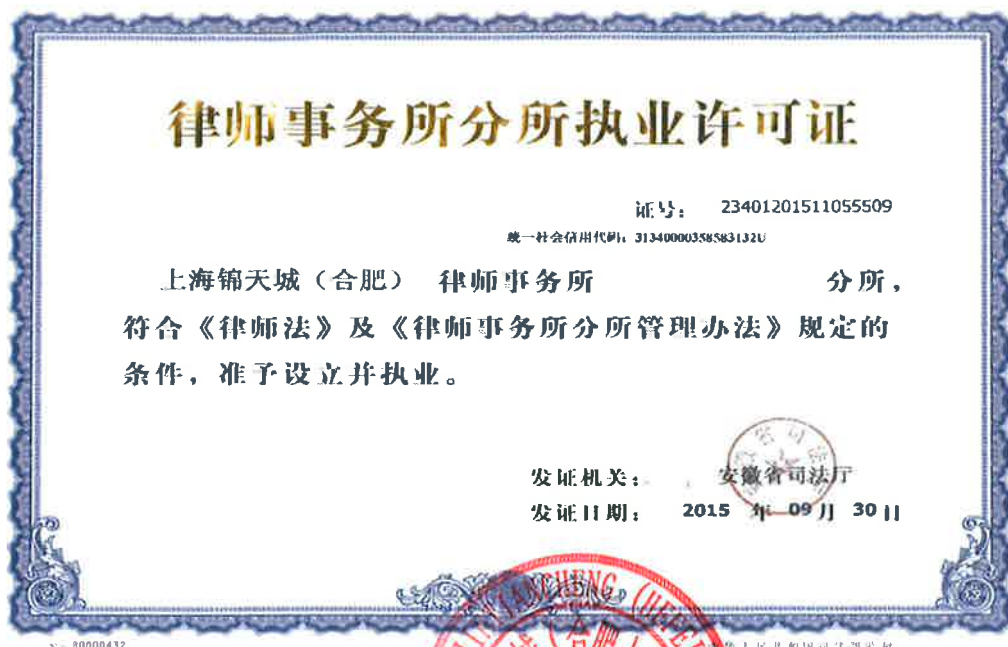 律师事务所分所执业许可证
证号: 23401201511055509
统一社会信用代码: 31340000358583132U
上海锦天城（合肥） 律师事务所 分所，
符合《律师法》及《律师事务所分所管理办法》规定的
条件，准予设立并执业。
发证机关: 安徽省司法厅
发证日期: 2015 年 09 月 30 日
No. 80000432